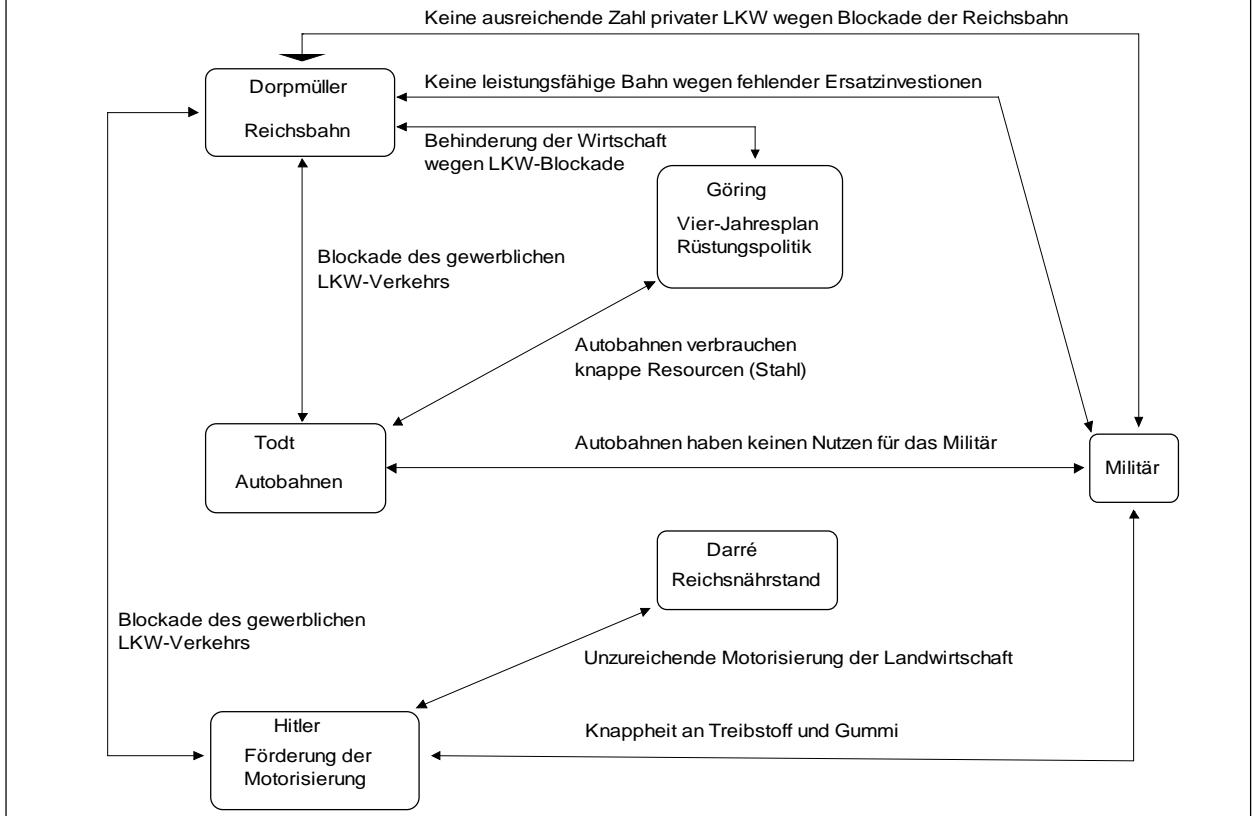 Keine ausreichende Zahl privater LKW wegen Blockade der Reichsbahn
Dorpmüller
Reichsbahn
Keine leistungsfähige Bahn wegen fehlender Ersatzinvestionen
Behinderung der Wirtschaft
wegen LKW-Blockade
Göring
Vier-Jahresplan
Rüstungspolitik
Blockade des gewerblichen
LKW-Verkehrs
Autobahnen verbrauchen
knappe Resourcen (Stahl)
Todt
Autobahnen
Autobahnen haben keinen Nutzen für das Militär
Militär
Darré
Reichsnährstand
Blockade des gewerblichen
LKW-Verkehrs
Unzureichende Motorisierung der Landwirtschaft
Hitler
Förderung der
Motorisierung
Knappheit an Treibstoff und Gummi